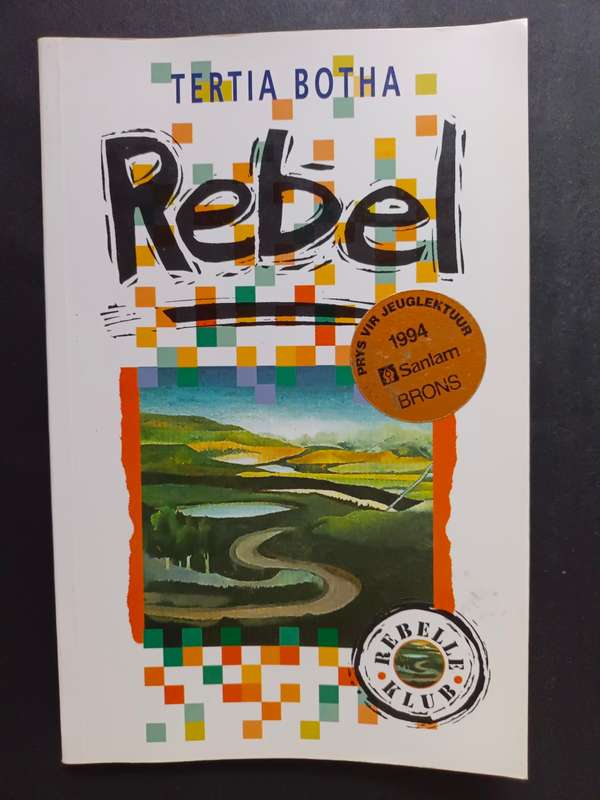 TERTIA BOTHA
Rebel
PRYS VIR JEUGLEKTUUR
1994
Sanlam
BRONS
REBELLE
KLUB